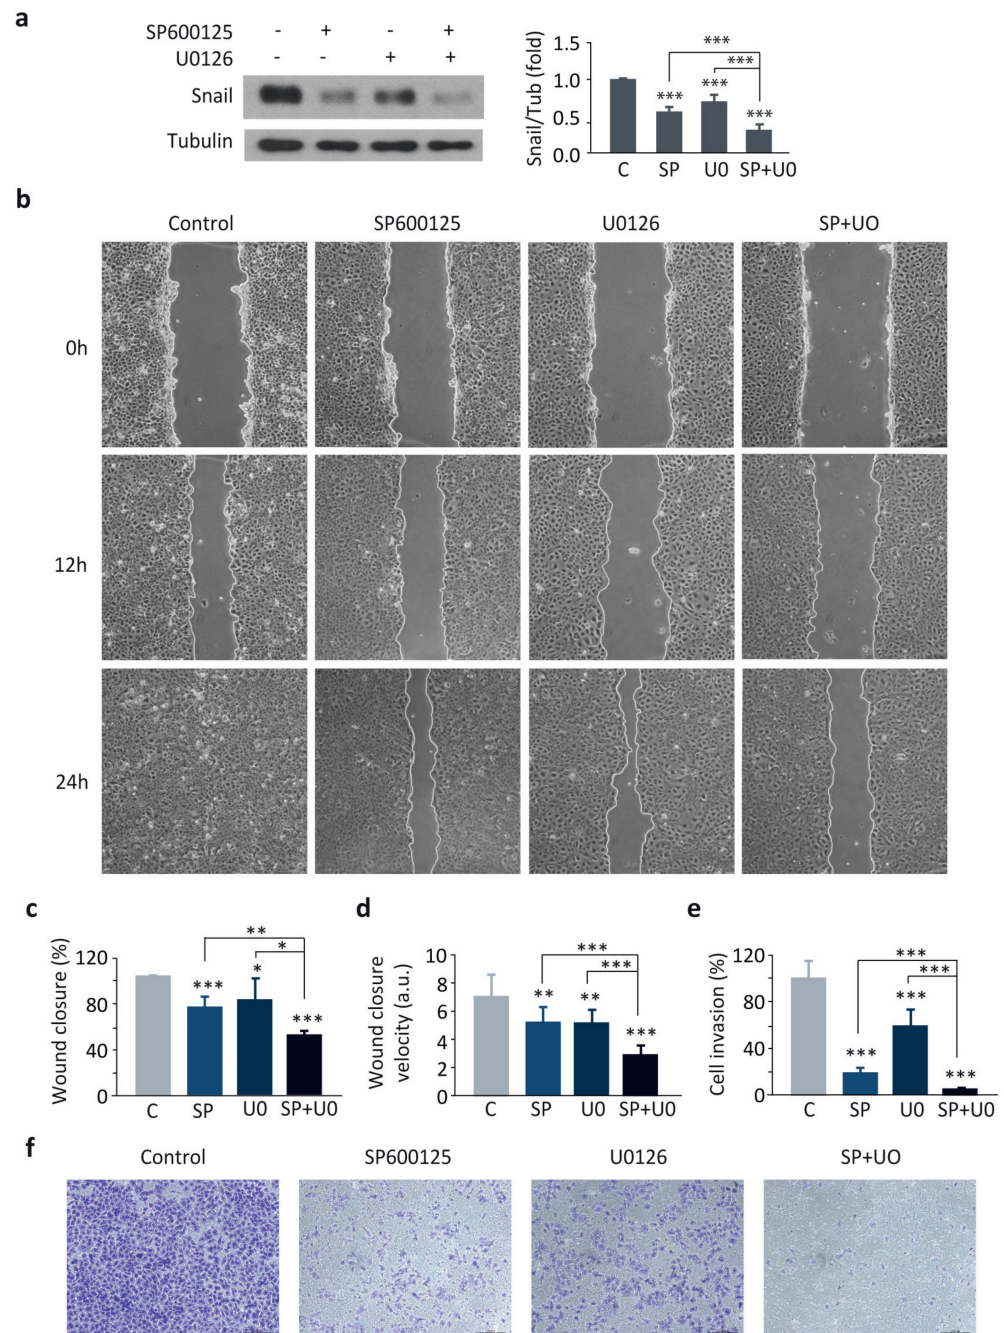 a
SP600125 - + - +
U0126 - - + +
Snail
Tubulin
Snail/Tub (fold)
1.5
1.0
0.5
0.0
***
***
***
***
***
C SP U0 SP+U0
b
Control SP600125 U0126 SP+UO
0h
12h
24h
c
Wound closure (%)
120
80
40
0
**
*
***
*
***
C SP U0 SP+U0
d
Wound closure
velocity (a.u.)
10
8
6
4
2
0
***
***
**
**
***
C SP U0 SP+U0
e
Cell invasion (%)
120
80
40
0
***
***
***
***
***
C SP U0 SP+U0
f
Control SP600125 U0126 SP+UO